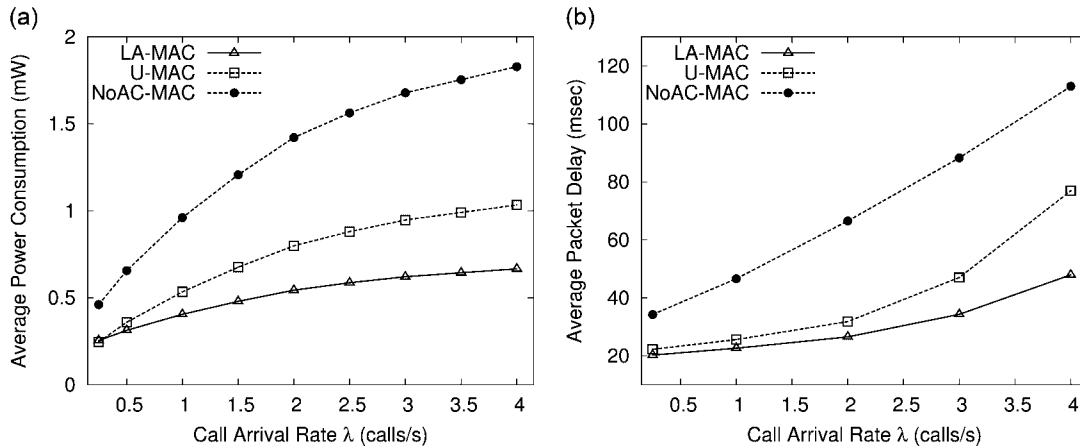 (a)
LA-MAC
U-MAC
NoAC-MAC
Average Power Consumption (mW)
2
1.5
1
0.5
0
0.5 1 1.5 2 2.5 3 3.5 4
Call Arrival Rate λ (calls/s)
(b)
LA-MAC
U-MAC
NoAC-MAC
Average Packet Delay (msec)
120
100
80
60
40
20
0.5 1 1.5 2 2.5 3 3.5 4
Call Arrival Rate λ (calls/s)